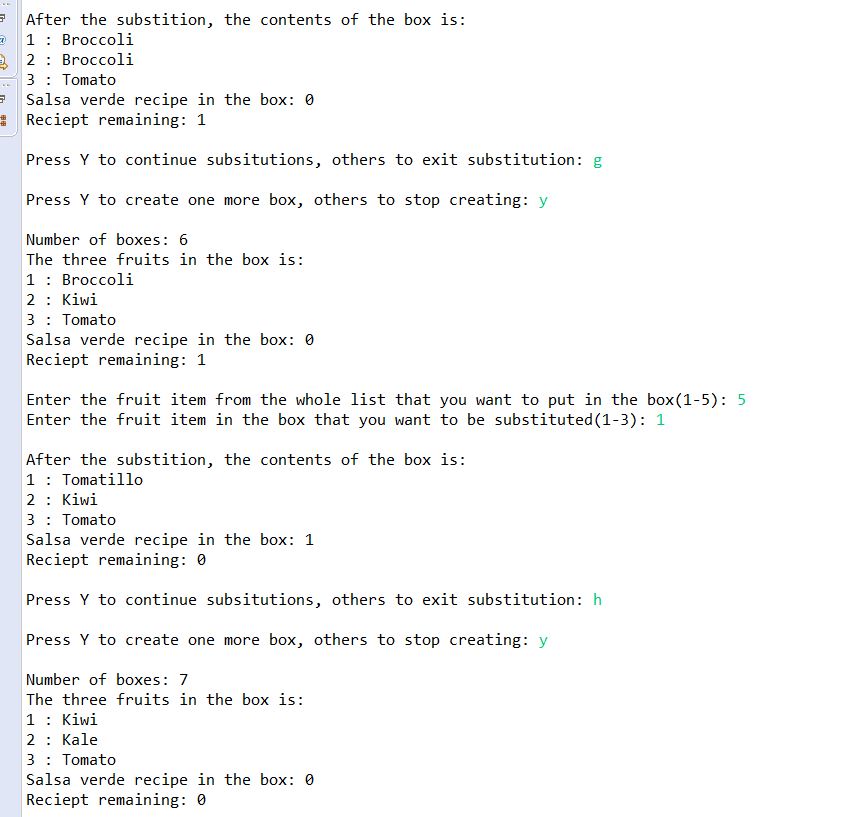 After the substition, the contents of the box is:
1 : Broccoli
2 : Broccoli
3 : Tomato
Salsa verde recipe in the box: 0
Reciept remaining: 1
Press Y to continue subsitutions, others to exit substitution: g
Press Y to create one more box, others to stop creating: y
Number of boxes: 6
The three fruits in the box is:
1 : Broccoli
2 : Kiwi
3 : Tomato
Salsa verde recipe in the box: 0
Reciept remaining: 1
Enter the fruit item from the whole list that you want to put in the box(1-5): 5
Enter the fruit item in the box that you want to be substituted(1-3): 1
After the substition, the contents of the box is:
1 : Tomatillo
2 : Kiwi
3 : Tomato
Salsa verde recipe in the box: 1
Reciept remaining: 0
Press Y to continue subsitutions, others to exit substitution: h
Press Y to create one more box, others to stop creating: y
Number of boxes: 7
The three fruits in the box is:
1 : Kiwi
2 : Kale
3 : Tomato
Salsa verde recipe in the box: 0
Reciept remaining: 0